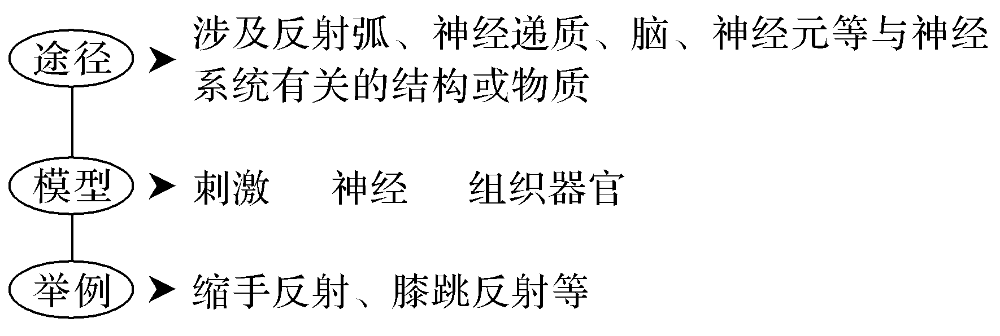 途径 ➤ 涉及反射弧、神经递质、脑、神经元等与神经
系统有关的结构或物质
模型 ➤ 刺激 神经 组织器官
举例 ➤ 缩手反射、膝跳反射等